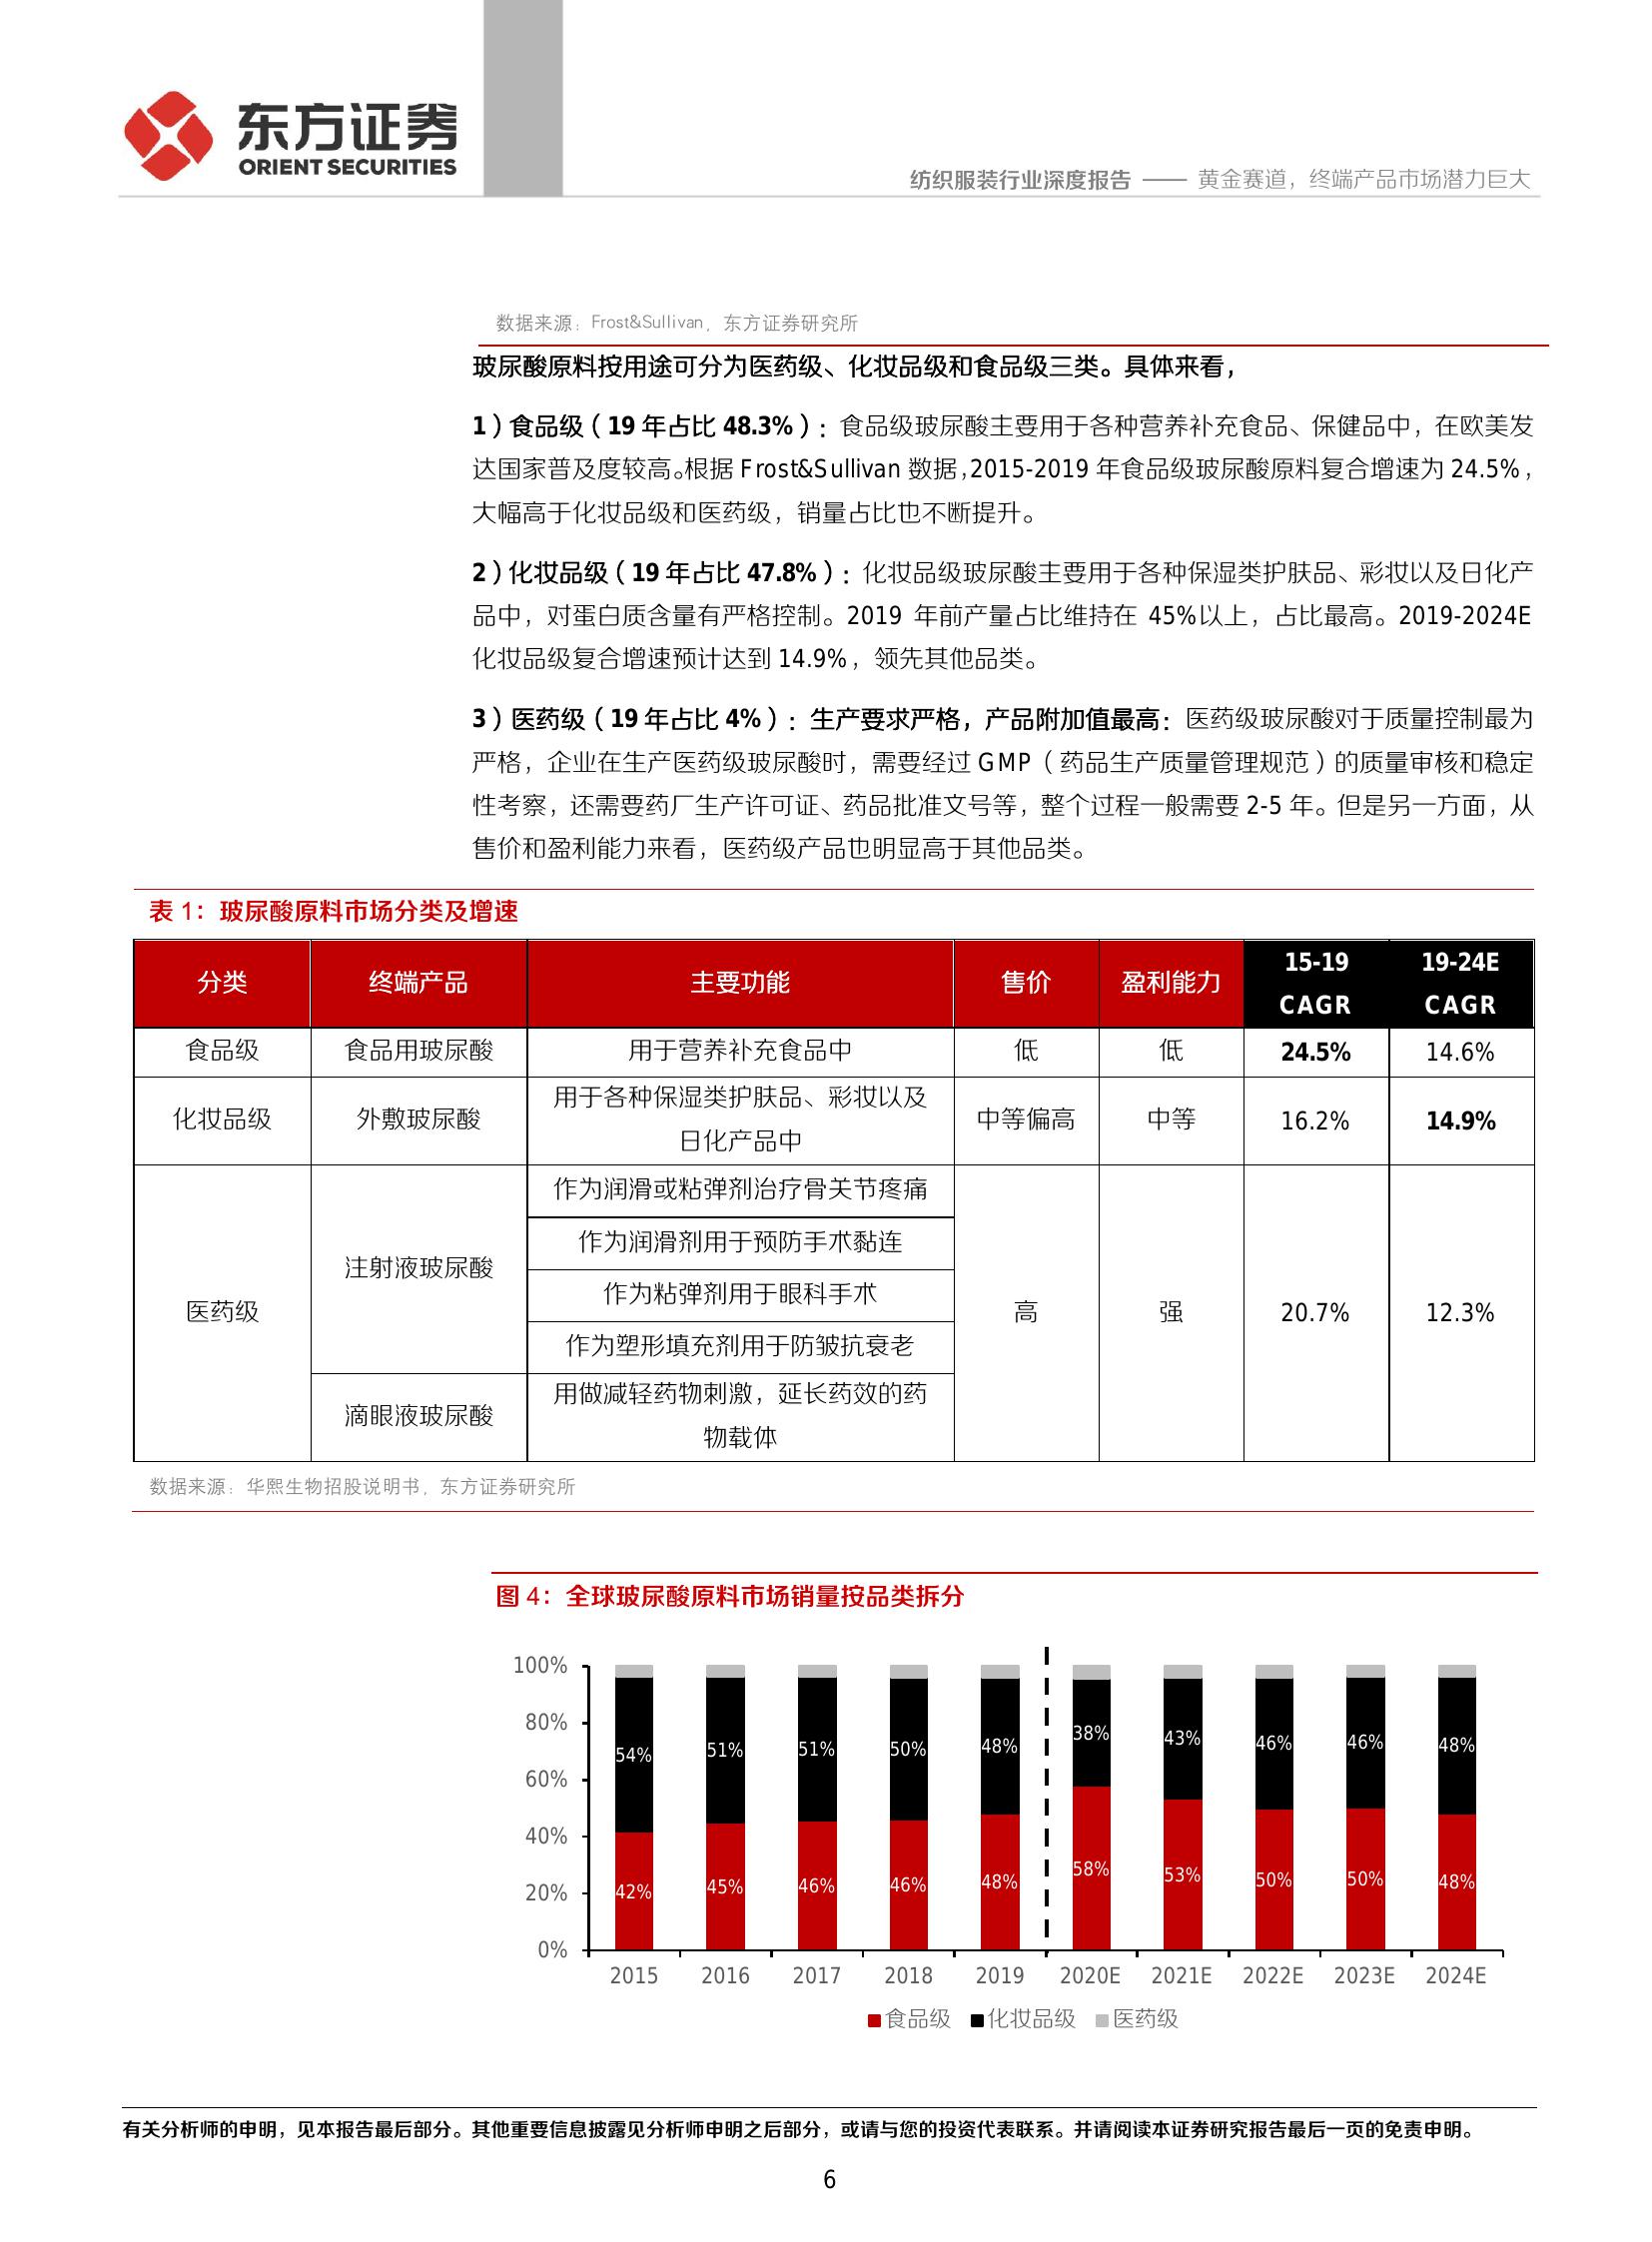 东方证券
ORIENT SECURITIES
纺织服装行业深度报告 —— 黄金赛道，终端产品市场潜力巨大
数据来源：Frost&Sullivan，东方证券研究所
玻尿酸原料按用途可分为医药级、化妆品级和食品级三类。具体来看，
1）食品级（19 年占比 48.3%）：食品级玻尿酸主要用于各种营养补充食品、保健品中，在欧美发
达国家普及度较高。根据 Frost&Sullivan 数据，2015-2019 年食品级玻尿酸原料复合增速为 24.5%，
大幅高于化妆品级和医药级，销量占比也不断提升。
2）化妆品级（19 年占比 47.8%）：化妆品级玻尿酸主要用于各种保湿类护肤品、彩妆以及日化产
品中，对蛋白质含量有严格控制。2019 年前产量占比维持在 45%以上，占比最高。2019-2024E
化妆品级复合增速预计达到 14.9%，领先其他品类。
3）医药级（19 年占比 4%）：生产要求严格，产品附加值最高：医药级玻尿酸对于质量控制最为
严格，企业在生产医药级玻尿酸时，需要经过 GMP（药品生产质量管理规范）的质量审核和稳定
性考察，还需要药厂生产许可证、药品批准文号等，整个过程一般需要 2-5 年。但是另一方面，从
售价和盈利能力来看，医药级产品也明显高于其他品类。
表 1：玻尿酸原料市场分类及增速
分类 终端产品 主要功能 售价 盈利能力 15-19 CAGR 19-24E CAGR
食品级 食品用玻尿酸 用于营养补充食品中 低 低 24.5% 14.6%
化妆品级 外敷玻尿酸 用于各种保湿类护肤品、彩妆以及
日化产品中 中等偏高 中等 16.2% 14.9%
医药级 注射液玻尿酸 作为润滑或粘弹剂治疗骨关节疼痛
作为润滑剂用于预防手术黏连
作为粘弹剂用于眼科手术
作为塑形填充剂用于防皱抗衰老
高 强 20.7% 12.3%
滴眼液玻尿酸 用做减轻药物刺激，延长药效的药
物载体
数据来源：华熙生物招股说明书，东方证券研究所
图 4：全球玻尿酸原料市场销量按品类拆分
100%
80%
60%
40%
20%
0%
54% 51% 51% 50% 48% 38% 43% 46% 46% 48%
42% 45% 46% 46% 48% 58% 53% 50% 50% 48%
2015 2016 2017 2018 2019 2020E 2021E 2022E 2023E 2024E
食品级 化妆品级 医药级
有关分析师的申明，见本报告最后部分。其他重要信息披露见分析师申明之后部分，或请与您的投资代表联系。并请阅读本证券研究报告最后一页的免责申明。
6